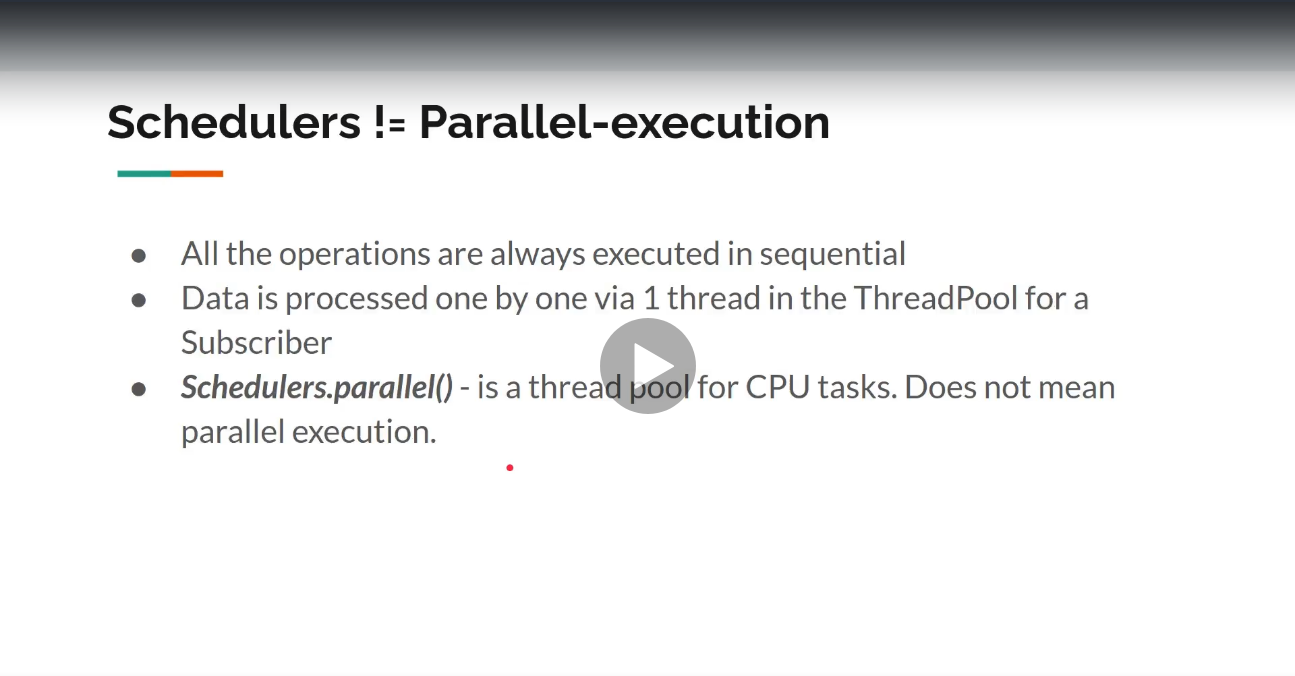 Schedulers != Parallel-execution
● All the operations are always executed in sequential
● Data is processed one by one via 1 thread in the ThreadPool for a
Subscriber
● Schedulers.parallel() - is a thread pool for CPU tasks. Does not mean
parallel execution.